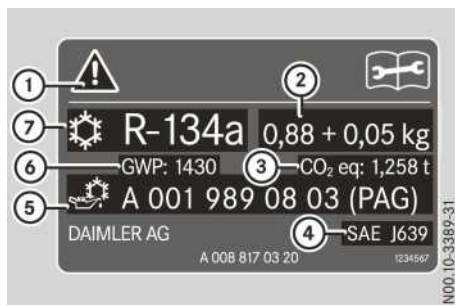 1
2
7
R-134a
0,88 + 0,05 kg
6
GWP: 1430
3
CO₂ eq: 1,258 t
5
A 001 989 08 03 (PAG)
DAIMLER AG
4
SAE J639
A 008 817 03 20
1234567
N00.10-3389-31